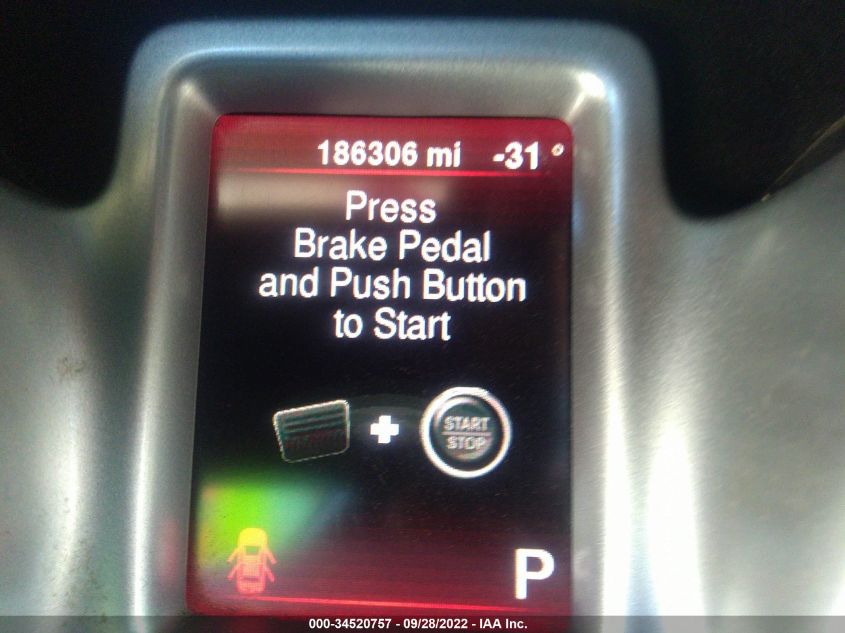 186306 mi -31 °
Press
Brake Pedal
and Push Button
to Start
START
STOP
P
000-34520757 - 09/28/2022 - IAA Inc.